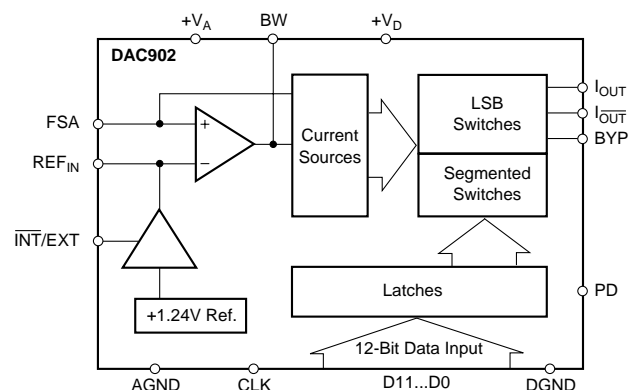 +VA BW +VD
DAC902
FSA
REFIN
INT/EXT
+
–
+1.24V Ref.
Current
Sources
LSB
Switches
Segmented
Switches
IOUT
IOUT
BYP
Latches
PD
12-Bit Data Input
AGND CLK D11...D0 DGND